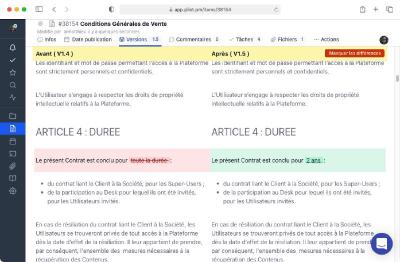 app.pilint.pm/items/38154
#38154 Conditions Générales de Vente
Infos
Date publication
Versions 13
Commentaires 0
Tâches 4
Fichiers 1
Actions
Avant ( V1.4 )
Après ( V1.5 )
Masquer les différences
Les identifiant et mot de passe permettant l'accès à la Plateforme
sont strictement personnels et confidentiels.
Les identifiant et mot de passe permettant l'accès à la Plateforme
sont strictement personnels et confidentiels.
L'Utilisateur s'engage à respecter les droits de propriété
intellectuelle relatifs à la Plateforme.
L'Utilisateur s'engage à respecter les droits de propriété
intellectuelle relatifs à la Plateforme.
ARTICLE 4 : DUREE
ARTICLE 4 : DUREE
Le présent Contrat est conclu pour toute la durée :
Le présent Contrat est conclu pour 2 ans :
du contrat liant le Client à la Société, pour les Super-Users ;
de la participation au Desk pour lequel ils ont été invités,
pour les Utilisateurs invités.
du contrat liant le Client à la Société, pour les Super-Users ;
de la participation au Desk pour lequel ils ont été invités,
pour les Utilisateurs invités.
En cas de résiliation du contrat liant le Client à la Société, les
Utilisateurs se trouveront privés de tout accès à la Plateforme dès
la date d'effet de la résiliation. Il leur appartient de prendre,
par conséquent, l'ensemble des mesures nécessaires à la
récupération des Contenus.
En cas de résiliation du contrat liant le Client à la Société, les
Utilisateurs se trouveront privés de tout accès à la Plateforme
dès la date d'effet de la résiliation. Il leur appartient de
prendre, par conséquent, l'ensemble des mesures nécessaires à
la récupération des Contenus.